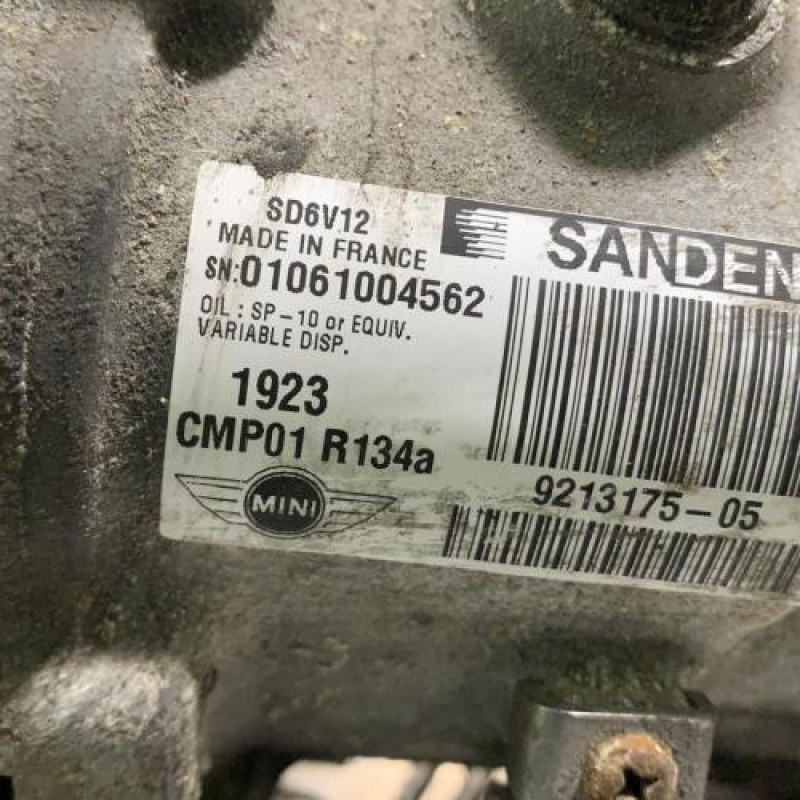 SD6V12
MADE IN FRANCE
SN:01061004562
OIL : SP-10 or EQUIV.
VARIABLE DISP.
1923
CMP01 R134a
MINI
SANDEN
9213175-05